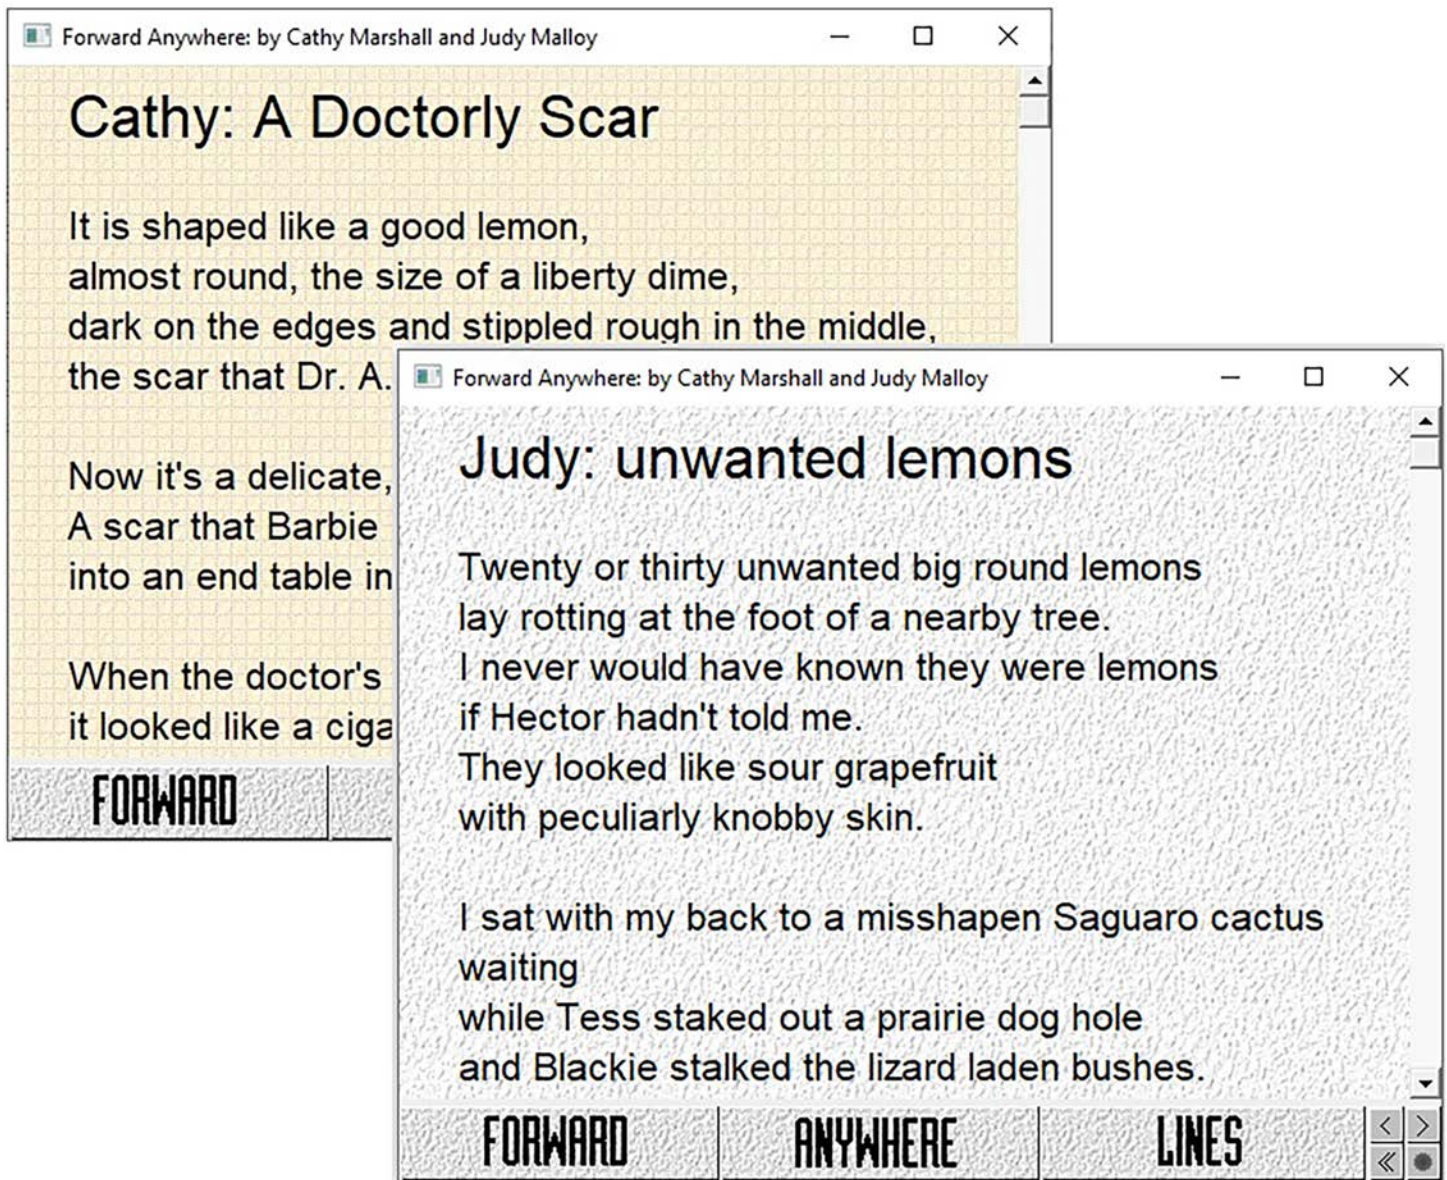 Forward Anywhere: by Cathy Marshall and Judy Malloy
Cathy: A Doctorly Scar
It is shaped like a good lemon,
almost round, the size of a liberty dime,
dark on the edges and stippled rough in the middle,
the scar that Dr. A.
Now it's a delicate,
A scar that Barbie
into an end table in
When the doctor's
it looked like a ciga
FORWARD
Forward Anywhere: by Cathy Marshall and Judy Malloy
Judy: unwanted lemons
Twenty or thirty unwanted big round lemons
lay rotting at the foot of a nearby tree.
I never would have known they were lemons
if Hector hadn't told me.
They looked like sour grapefruit
with peculiarly knobby skin.
I sat with my back to a misshapen Saguaro cactus
waiting
while Tess staked out a prairie dog hole
and Blackie stalked the lizard laden bushes.
FORWARD ANYWHERE LINES